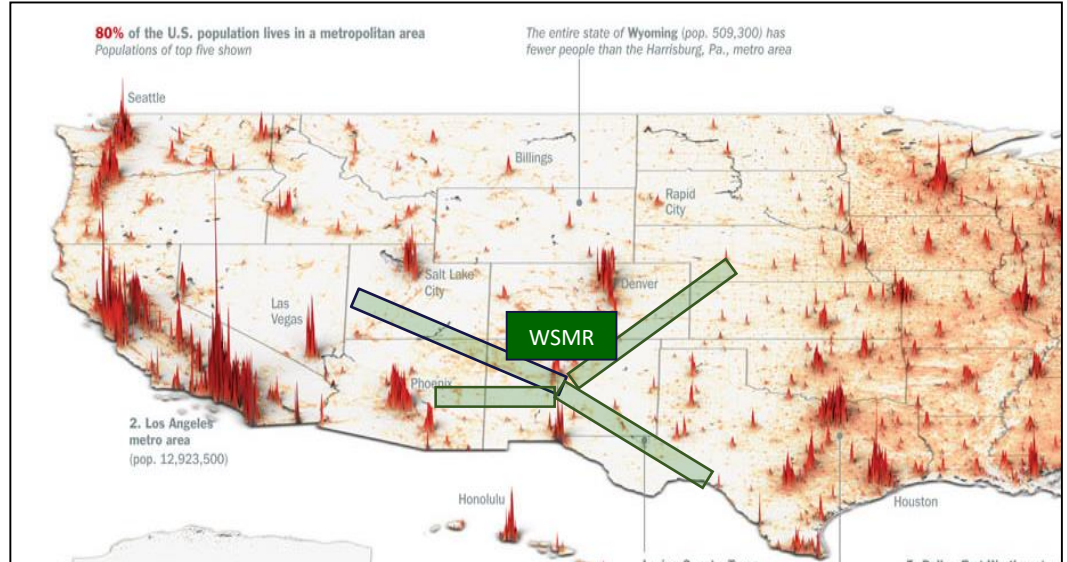 80% of the U.S. population lives in a metropolitan area
Populations of top five shown
The entire state of Wyoming (pop. 509,300) has
fewer people than the Harrisburg, Pa., metro area
Seattle
Billings
Rapid
City
Salt Lake
City
Denver
Las
Vegas
WSMR
Phoenix
2. Los Angeles
metro area
(pop. 12,923,500)
Honolulu
Houston